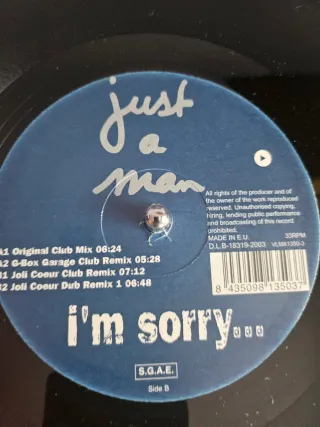 just
a
man
All rights of the producer and of
the owner of the work reproduced
reserved. Unauthorised copying,
hiring, lending public performance
and broadcasting of this record
prohibited.
MADE IN E.U. 33RPM
D.L.B-18319-2003
A1 Original Club Mix 06:24
A2 G-Box Garage Club Remix 05:28
B1 Joli Coeur Club Remix 07:12
B2 Joli Coeur Dub Remix 1 06:48
8 435098 135037
i'm sorry...
S.G.A.E.
Side B